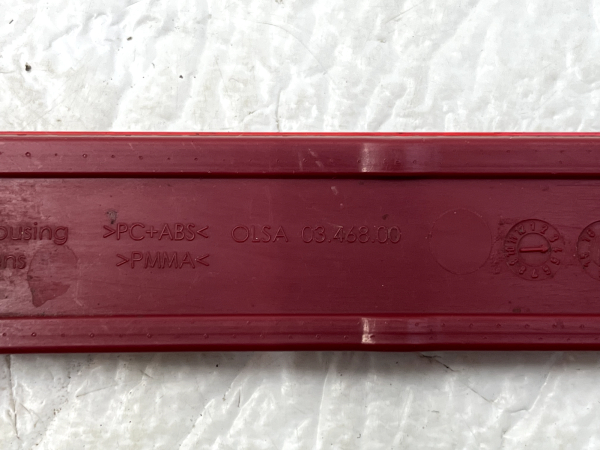 ousing >PC+ABS< OLSA 03.468.00
ns >PMMA<